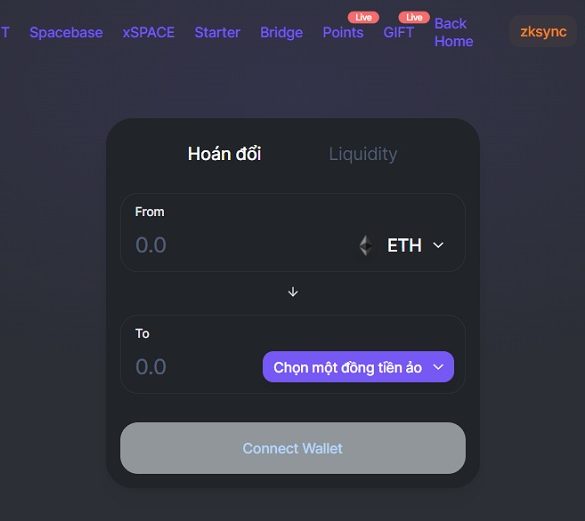 T Spacebase xSPACE Starter Bridge Points Live GIFT Live Back Home zksync
Hoán đổi Liquidity
From
0.0 ETH
To
0.0 Chọn một đồng tiền ảo
Connect Wallet